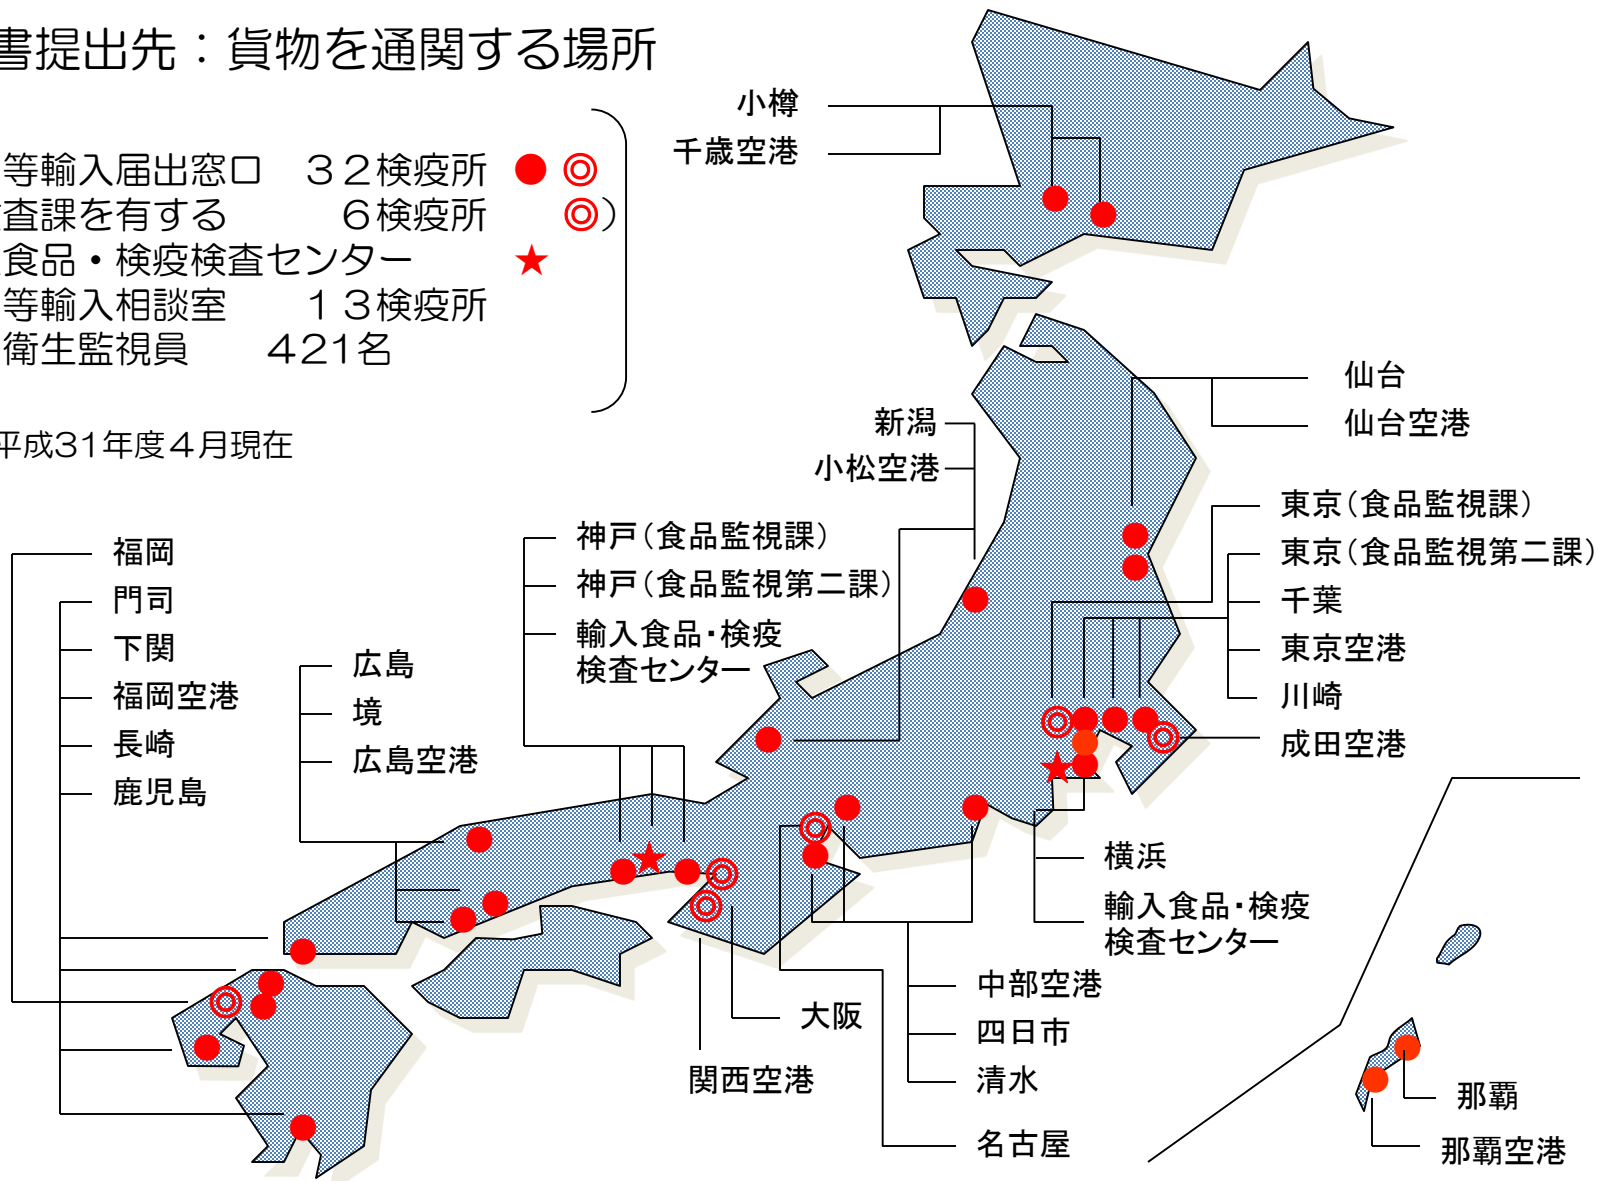 書提出先：貨物を通関する場所
等輸入届出窓口　３２検疫所 ● ◎
査課を有する　　　６検疫所　 ◎）
食品・検疫検査センター　　★
等輸入相談室　　１３検疫所
衛生監視員　　４２１名
平成31年度４月現在
小樽
千歳空港
仙台
仙台空港
新潟
小松空港
東京（食品監視課）
東京（食品監視第二課）
千葉
東京空港
川崎
成田空港
神戸（食品監視課）
神戸（食品監視第二課）
輸入食品・検疫
検査センター
福岡
門司
下関
福岡空港
長崎
鹿児島
広島
境
広島空港
横浜
輸入食品・検疫
検査センター
中部空港
四日市
清水
名古屋
大阪
関西空港
那覇
那覇空港